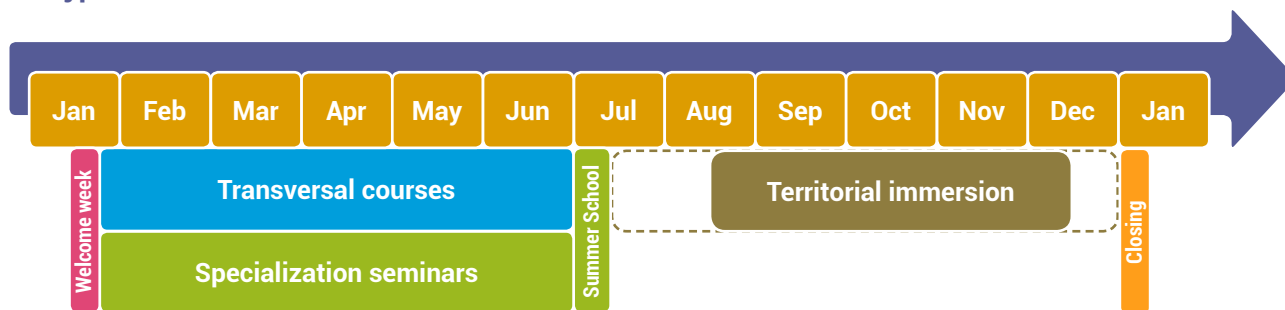 Jan Feb Mar Apr May Jun Jul Aug Sep Oct Nov Dec Jan
Welcome week
Transversal courses
Specialization seminars
Summer School
Territorial immersion
Closing